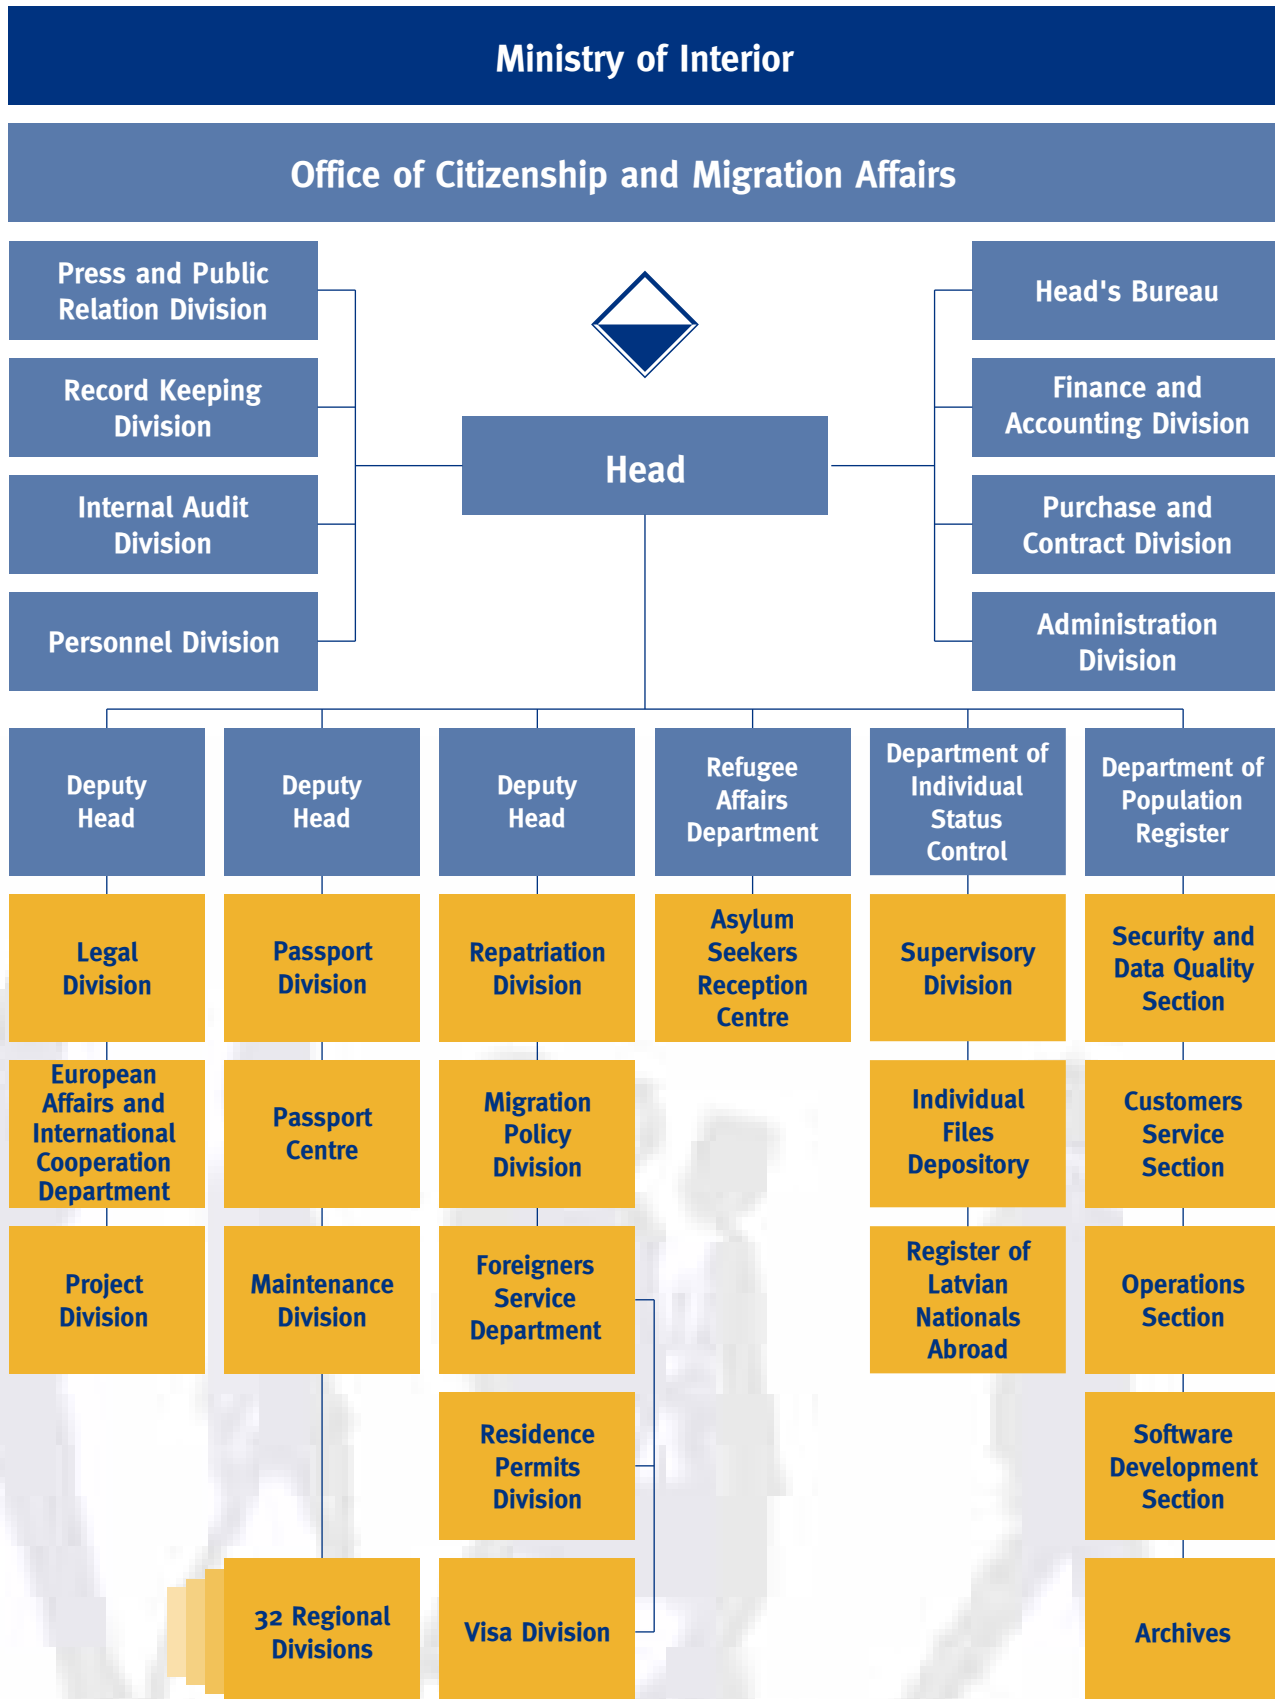 Ministry of Interior
Office of Citizenship and Migration Affairs
Press and Public
Relation Division
Record Keeping
Division
Internal Audit
Division
Personnel Division
Head
Head's Bureau
Finance and
Accounting Division
Purchase and
Contract Division
Administration
Division
Deputy
Head
Legal
Division
European
Affairs and
International
Cooperation
Department
Project
Division
Deputy
Head
Passport
Division
Passport
Centre
Maintenance
Division
32 Regional
Divisions
Deputy
Head
Repatriation
Division
Migration
Policy
Division
Foreigners
Service
Department
Residence
Permits
Division
Visa Division
Refugee
Affairs
Department
Asylum
Seekers
Reception
Centre
Department of
Individual
Status
Control
Supervisory
Division
Individual
Files
Depository
Register of
Latvian
Nationals
Abroad
Department of
Population
Register
Security and
Data Quality
Section
Customers
Service
Section
Operations
Section
Software
Development
Section
Archives